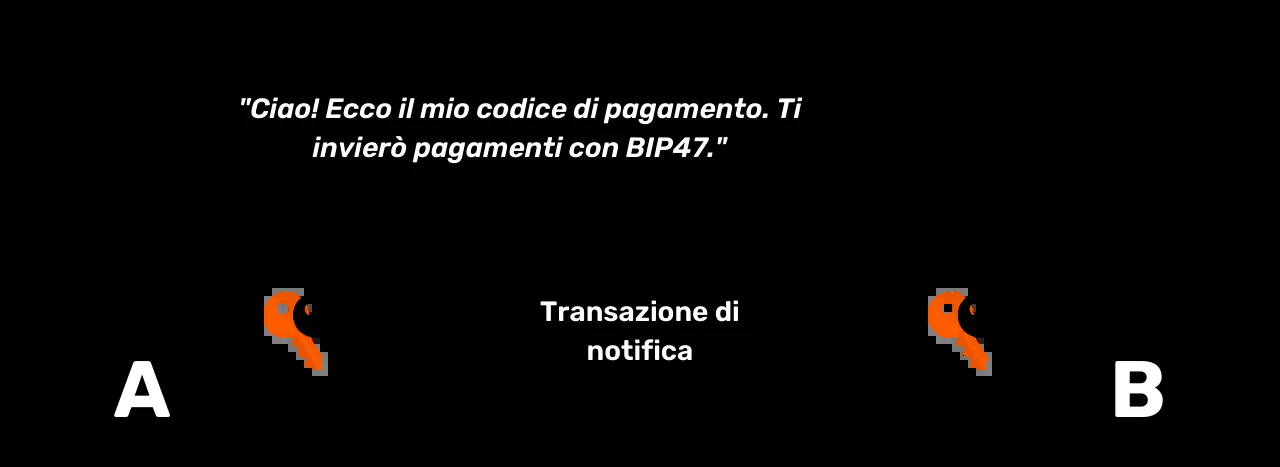 "Ciao! Ecco il mio codice di pagamento. Ti
invierò pagamenti con BIP47."
Transazione di
notifica
A
B